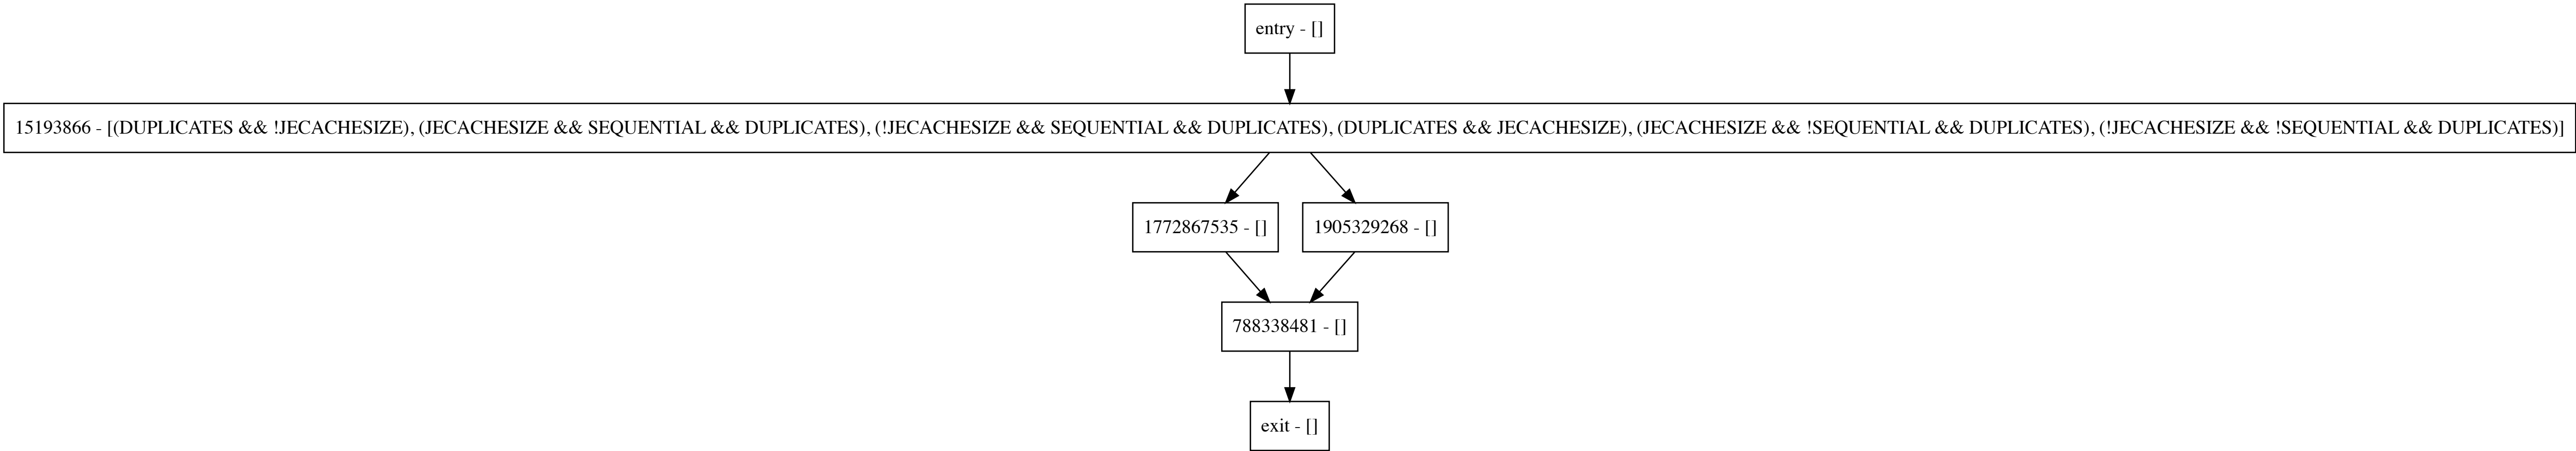 entry - []
15193866 - [(DUPLICATES && !JECACHESIZE), (JECACHESIZE && SEQUENTIAL && DUPLICATES), (!JECACHESIZE && SEQUENTIAL && DUPLICATES), (DUPLICATES && JECACHESIZE), (JECACHESIZE && !SEQUENTIAL && DUPLICATES), (!JECACHESIZE && !SEQUENTIAL && DUPLICATES)]
1772867535 - []
1905329268 - []
788338481 - []
exit - []